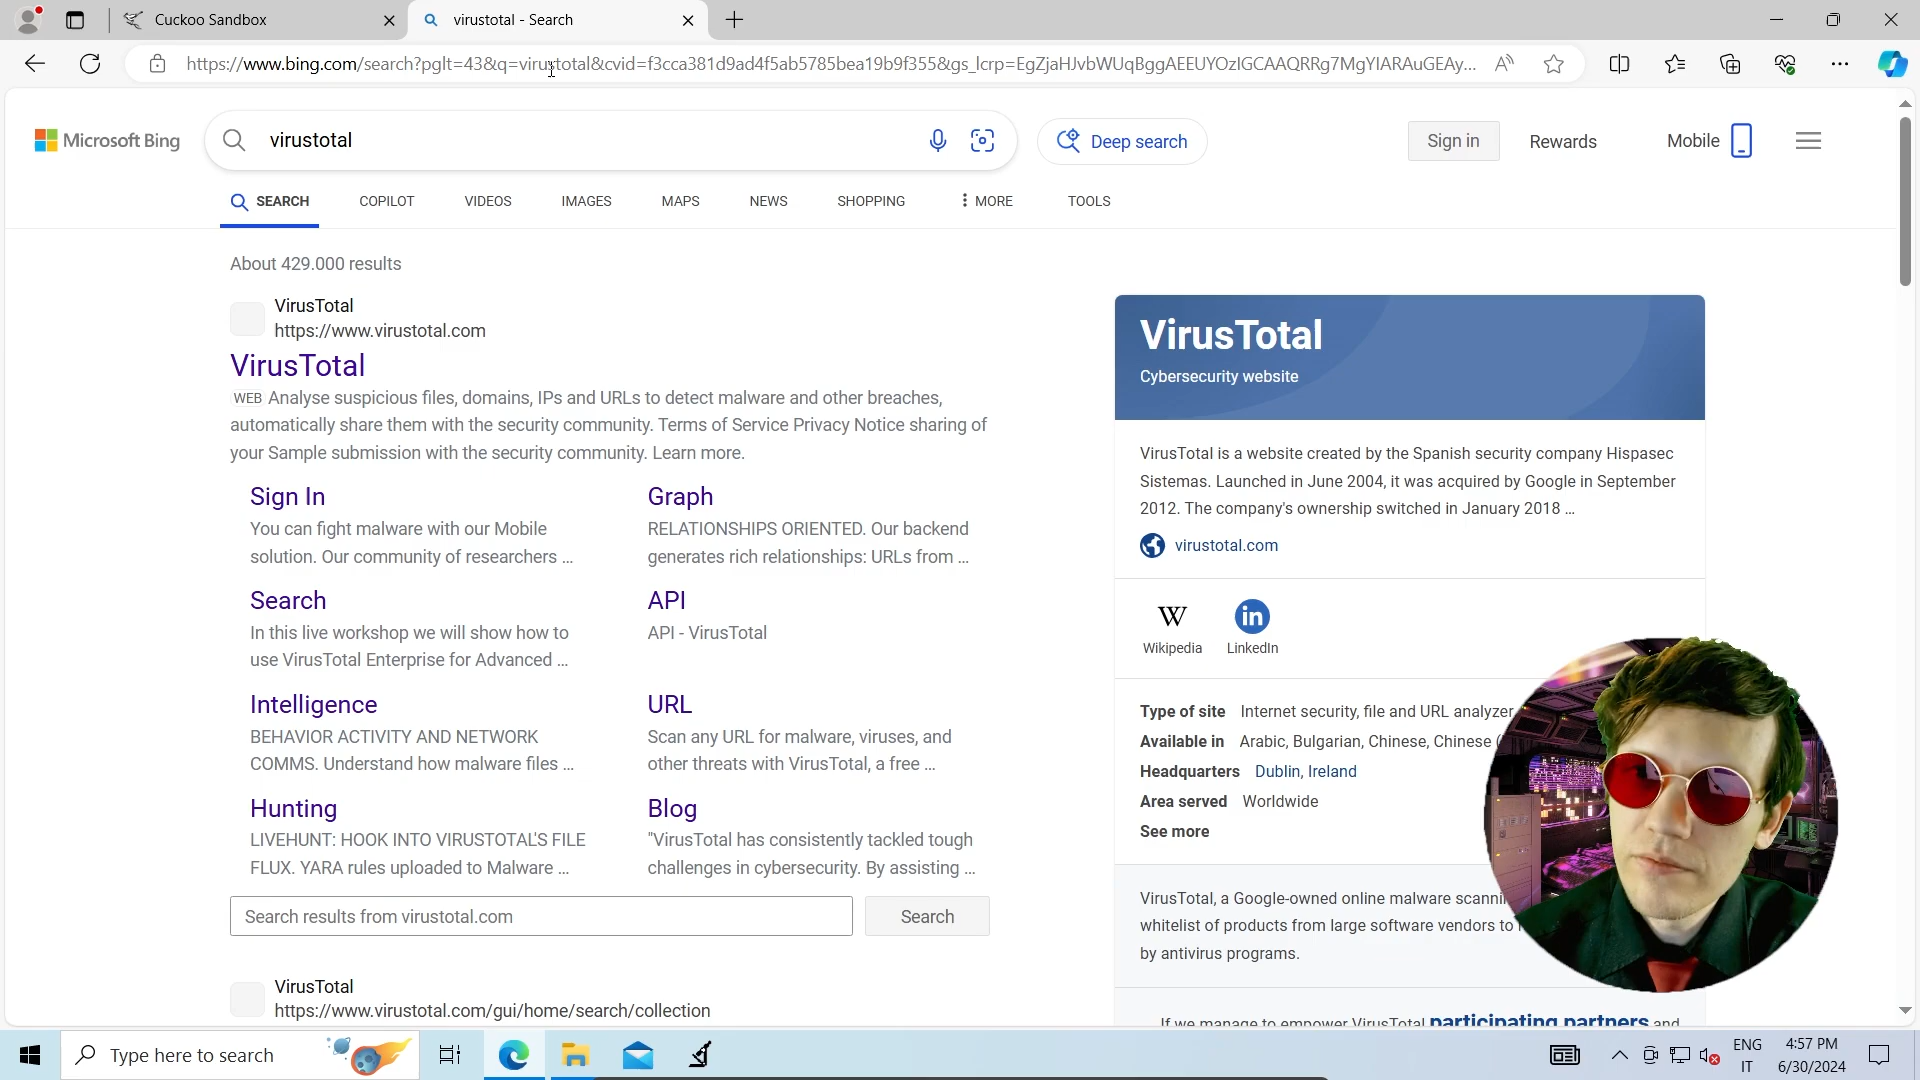 Cuckoo Sandbox
virustotal - Search
https://www.bing.com/search?pglt=43&q=virustotal&cvid=f3cca381d9ad4f5ab5785bea19b9f355&gs_lcrp=EgZjaHJvbWUqBggAEEUYOzIGCAAQRRg7MgYIARAuGEAy...
Microsoft Bing
virustotal
Deep search
Sign in
Rewards
Mobile
SEARCH
COPILOT
VIDEOS
IMAGES
MAPS
NEWS
SHOPPING
MORE
TOOLS
About 429.000 results
VirusTotal
https://www.virustotal.com
VirusTotal
WEB Analyse suspicious files, domains, IPs and URLs to detect malware and other breaches,
automatically share them with the security community. Terms of Service Privacy Notice sharing of
your Sample submission with the security community. Learn more.
Sign In
You can fight malware with our Mobile
solution. Our community of researchers ...
Graph
RELATIONSHIPS ORIENTED. Our backend
generates rich relationships: URLs from ...
Search
In this live workshop we will show how to
use VirusTotal Enterprise for Advanced ...
API
API - VirusTotal
Intelligence
BEHAVIOR ACTIVITY AND NETWORK
COMMS. Understand how malware files ...
URL
Scan any URL for malware, viruses, and
other threats with VirusTotal, a free ...
Hunting
LIVEHUNT: HOOK INTO VIRUSTOTAL'S FILE
FLUX. YARA rules uploaded to Malware ...
Blog
"VirusTotal has consistently tackled tough
challenges in cybersecurity. By assisting ...
Search results from virustotal.com
Search
VirusTotal
https://www.virustotal.com/gui/home/search/collection
VirusTotal
Cybersecurity website
VirusTotal is a website created by the Spanish security company Hispasec
Sistemas. Launched in June 2004, it was acquired by Google in September
2012. The company's ownership switched in January 2018 ...
virustotal.com
W
in
Wikipedia
LinkedIn
Type of site Internet security, file and URL analyzer
Available in Arabic, Bulgarian, Chinese, Chinese (
Headquarters Dublin, Ireland
Area served Worldwide
See more
VirusTotal, a Google-owned online malware
whitelist of products from large software vendors to
by antivirus programs.
If we manage to empower VirusTotal participating partners and
Type here to search
ENG
IT
4:57 PM
6/30/2024